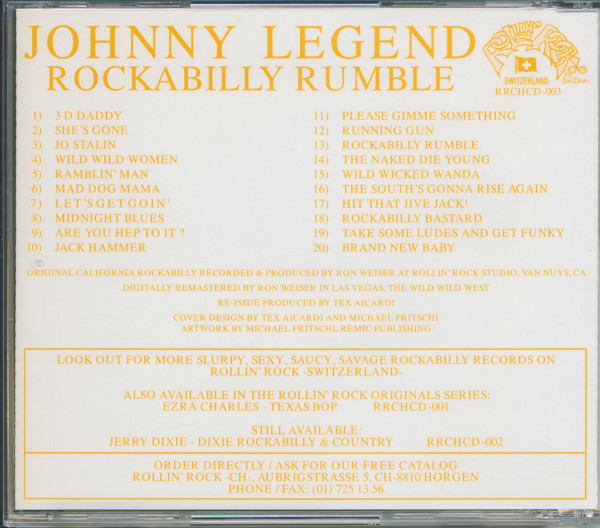 JOHNNY LEGEND
ROCKABILLY RUMBLE
ROLLIN' ROCK
SWITZERLAND
RRCHCD-003
1) 3 D DADDY
2) SHE'S GONE
3) JO STALIN
4) WILD WILD WOMEN
5) RAMBLIN' MAN
6) MAD DOG MAMA
7) LET'S GET GOIN'
8) MIDNIGHT BLUES
9) ARE YOU HEP TO IT ?
10) JACK HAMMER
11) PLEASE GIMME SOMETHING
12) RUNNING GUN
13) ROCKABILLY RUMBLE
14) THE NAKED DIE YOUNG
15) WILD WICKED WANDA
16) THE SOUTH'S GONNA RISE AGAIN
17) HIT THAT JIVE JACK!
18) ROCKABILLY BASTARD
19) TAKE SOME LUDES AND GET FUNKY
20) BRAND NEW BABY
ORIGINAL CALIFORNIA ROCKABILLY RECORDED & PRODUCED BY RON WEISER AT ROLLIN' ROCK STUDIO, VAN NUYS, CA
DIGITALLY REMASTERED BY RON WEISER IN LAS VEGAS, THE WILD WILD WEST
RE-ISSUE PRODUCED BY TEX AICARDI
COVER DESIGN BY TEX AICARDI AND MICHAEL FRITSCHI
ARTWORK BY MICHAEL FRITSCHI, REMIC PUBLISHING
LOOK OUT FOR MORE SLURPY, SEXY, SAUCY, SAVAGE ROCKABILLY RECORDS ON
ROLLIN' ROCK -SWITZERLAND-
ALSO AVAILABLE IN THE ROLLIN' ROCK ORIGINALS SERIES:
EZRA CHARLES - TEXAS BOP RRCHCD-001
STILL AVAILABLE:
JERRY DIXIE - DIXIE ROCKABILLY & COUNTRY RRCHCD-002
ORDER DIRECTLY / ASK FOR OUR FREE CATALOG
ROLLIN' ROCK -CH-, AUBRIGSTRASSE 5, CH-8810 HORGEN
PHONE / FAX: (01) 725 13 56